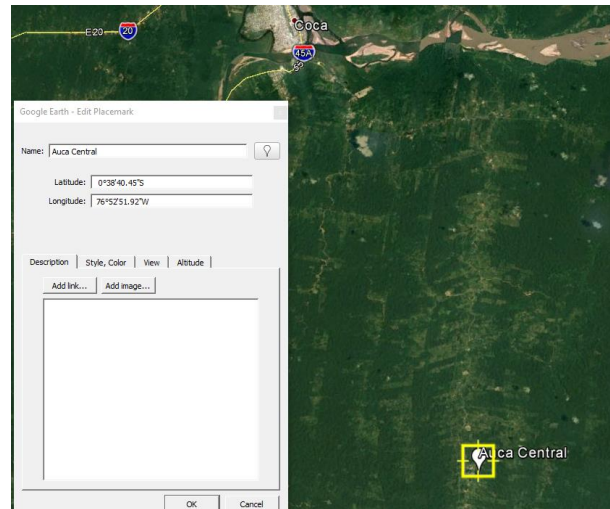 Coca
E20
20
45A
Google Earth - Edit Placemark
Name: Auca Central
Latitude: 0°38'40.45"S
Longitude: 76°52'51.92"W
Description Style, Color View Altitude
Add link... Add image...
Auca Central
OK Cancel